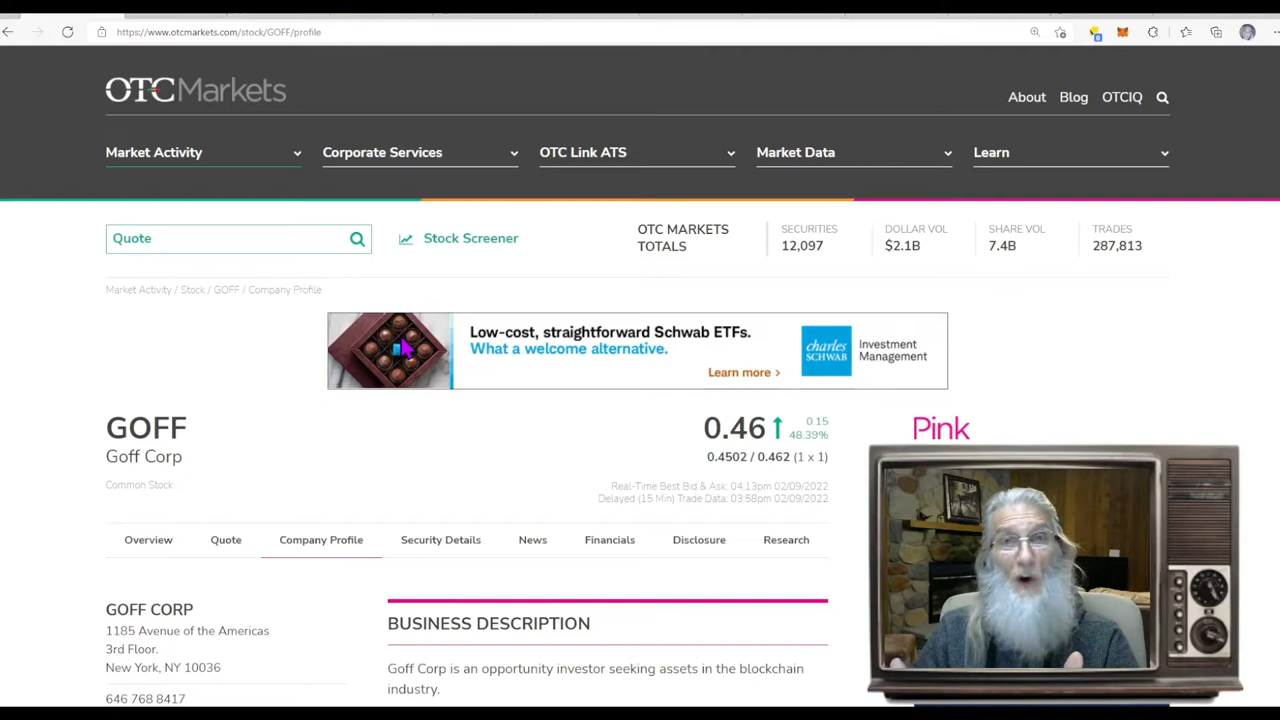 https://www.otcmarkets.com/stock/GOFF/profile
OTCMarkets
About Blog OTCIQ
Market Activity Corporate Services OTC Link ATS Market Data Learn
Quote
Stock Screener
OTC MARKETS
TOTALS
SECURITIES
12,097
DOLLAR VOL
$2.1B
SHARE VOL
7.4B
TRADES
287,813
Market Activity / Stock / GOFF / Company Profile
Low-cost, straightforward Schwab ETFs.
What a welcome alternative.
Learn more >
charles
SCHWAB
Investment
Management
GOFF
Goff Corp
Common Stock
0.46
0.15
48.39%
0.4502 / 0.462 (1 x 1)
Real-Time Best Bid & Ask: 04:13pm 02/09/2022
Delayed (15 Min) Trade Data: 03:58pm 02/09/2022
Pink
Overview Quote Company Profile Security Details News Financials Disclosure Research
GOFF CORP
1185 Avenue of the Americas
3rd Floor.
New York, NY 10036
646 768 8417
BUSINESS DESCRIPTION
Goff Corp is an opportunity investor seeking assets in the blockchain
industry.